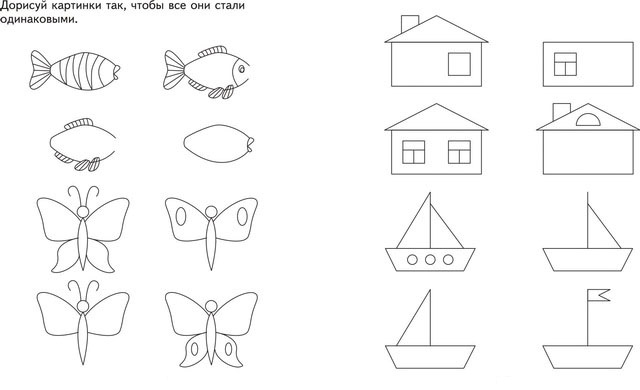 Дорисуй картинки так, чтобы все они стали
одинаковыми.